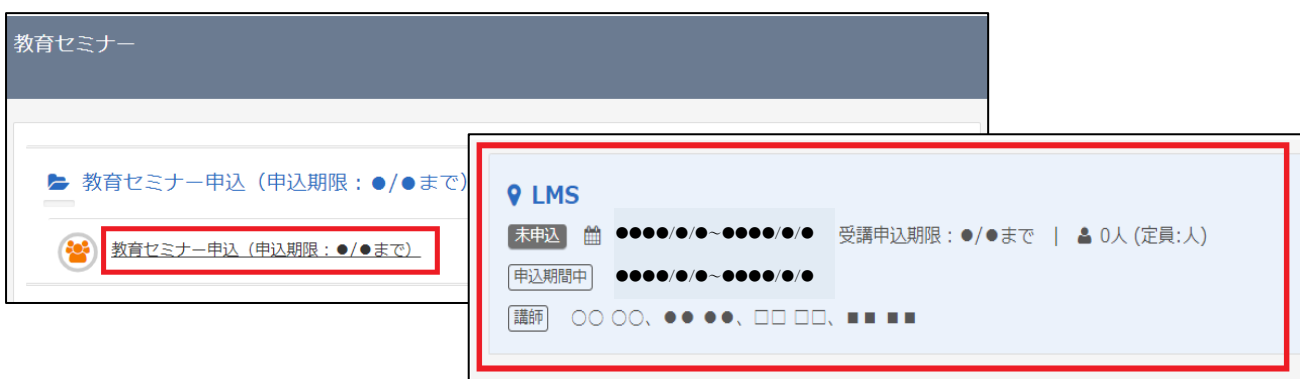 教育セミナー
教育セミナー申込（申込期限：●/●まで）
教育セミナー申込（申込期限：●/●まで）
LMS
未申込 ●●●●/●/●~●●●●/●/● 受講申込期限：●/●まで | 0人 (定員:人)
申込期間中 ●●●●/●/●~●●●●/●/●
講師 〇〇 〇〇、●● ●●、□□ □□、■■ ■■